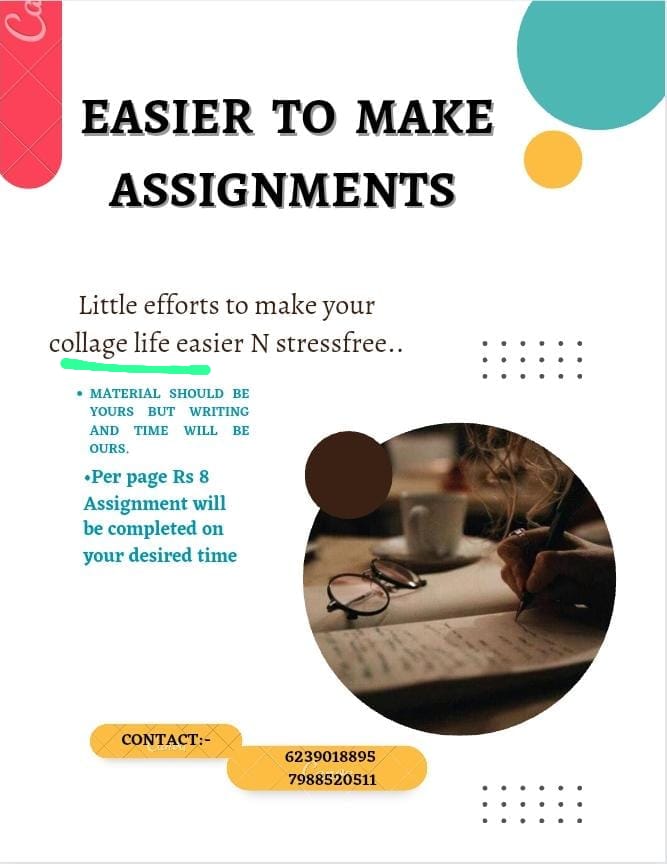 EASIER TO MAKE
ASSIGNMENTS
Little efforts to make your
collage life easier N stressfree..
• MATERIAL SHOULD BE
YOURS BUT WRITING
AND TIME WILL BE
OURS.
•Per page Rs 8
Assignment will
be completed on
your desired time
CONTACT:-
6239018895
7988520511